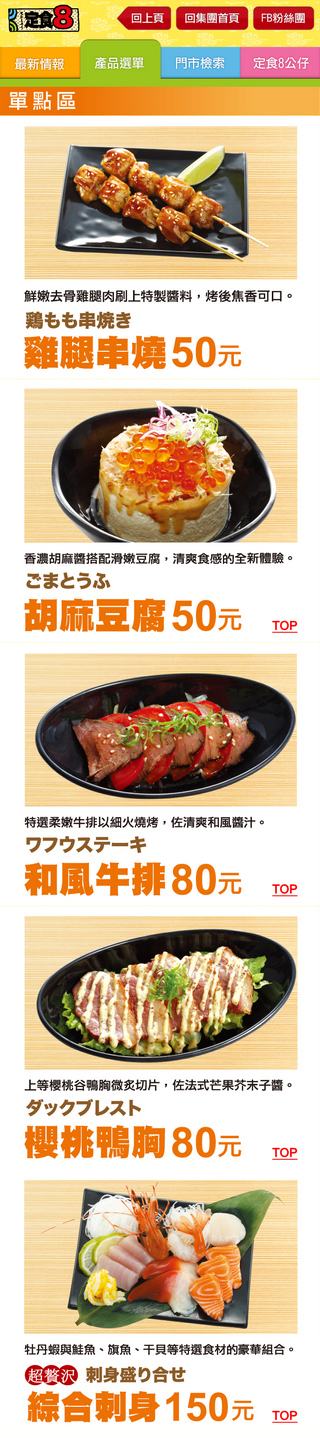 定食8
回上頁
回集團首頁
FB粉絲團
最新情報
產品選單
門市檢索
定食8公仔
單點區
鮮嫩去骨雞腿肉刷上特製醬料，烤後焦香可口。
鶏もも串焼き
雞腿串燒50元
香濃胡麻醬搭配滑嫩豆腐，清爽食感的全新體驗。
ごまとうふ
胡麻豆腐50元
TOP
特選柔嫩牛排以細火燒烤，佐清爽和風醬汁。
ワフウステーキ
和風牛排80元
TOP
上等櫻桃谷鴨胸微炙切片，佐法式芒果芥末子醬。
ダックブレスト
櫻桃鴨胸80元
TOP
牡丹蝦與鮭魚、旗魚、干貝等特選食材的豪華組合。
超贅沢 刺身盛り合せ
綜合刺身150元
TOP